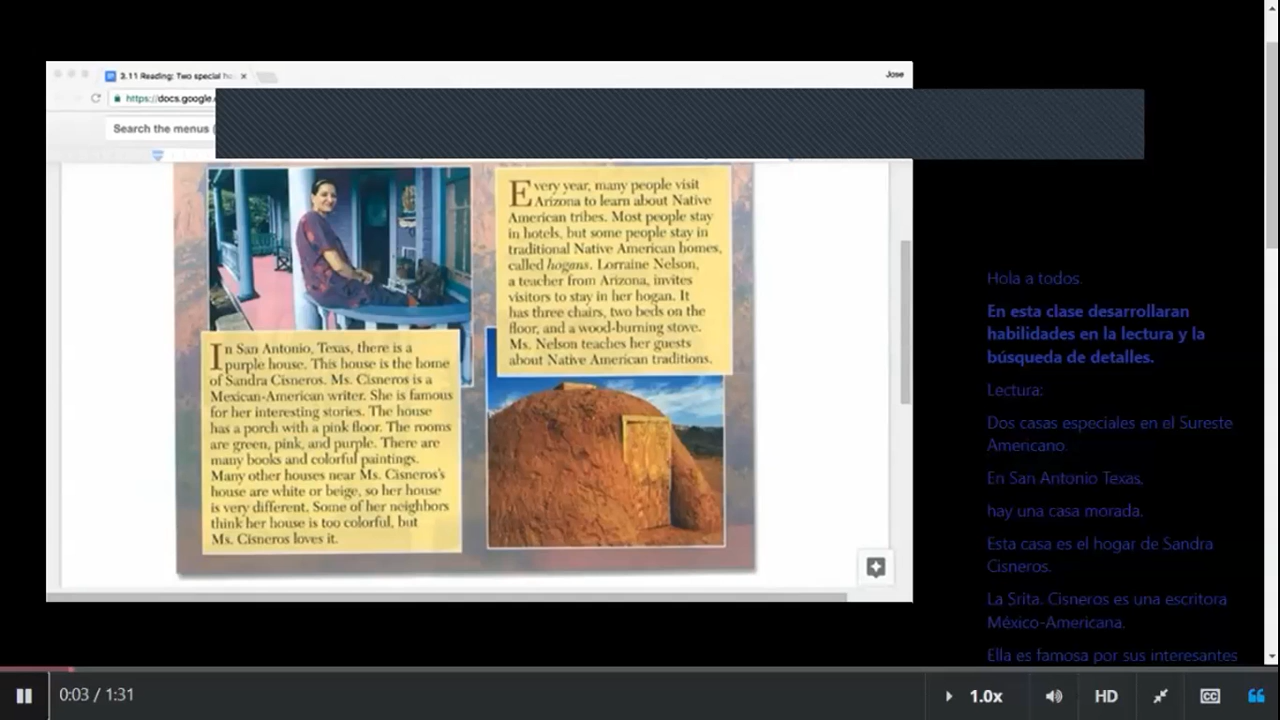 2.11 Reading: Two special ho
Jose
https://docs.google.
Search the menus (
In San Antonio, Texas, there is a
purple house. This house is the home
of Sandra Cisneros. Ms. Cisneros is a
Mexican-American writer. She is famous
for her interesting stories. The house
has a porch with a pink floor. The rooms
are green, pink, and purple. There are
many books and colorful paintings.
Many other houses near Ms. Cisneros's
house are white or beige, so her house
is very different. Some of her neighbors
think her house is too colorful, but
Ms. Cisneros loves it.
Every year, many people visit
Arizona to learn about Native
American tribes. Most people stay
in hotels, but some people stay in
traditional Native American homes,
called hogans. Lorraine Nelson,
a teacher from Arizona, invites
visitors to stay in her hogan. It
has three chairs, two beds on the
floor, and a wood-burning stove.
Ms. Nelson teaches her guests
about Native American traditions.
Hola a todos.
En esta clase desarrollaran
habilidades en la lectura y la
búsqueda de detalles.
Lectura:
Dos casas especiales en el Sureste
Americano.
En San Antonio Texas,
hay una casa morada.
Esta casa es el hogar de Sandra
Cisneros.
La Srita. Cisneros es una escritora
México-Americana.
Ella es famosa por sus interesantes
0:03 / 1:31
1.0x
HD
CC